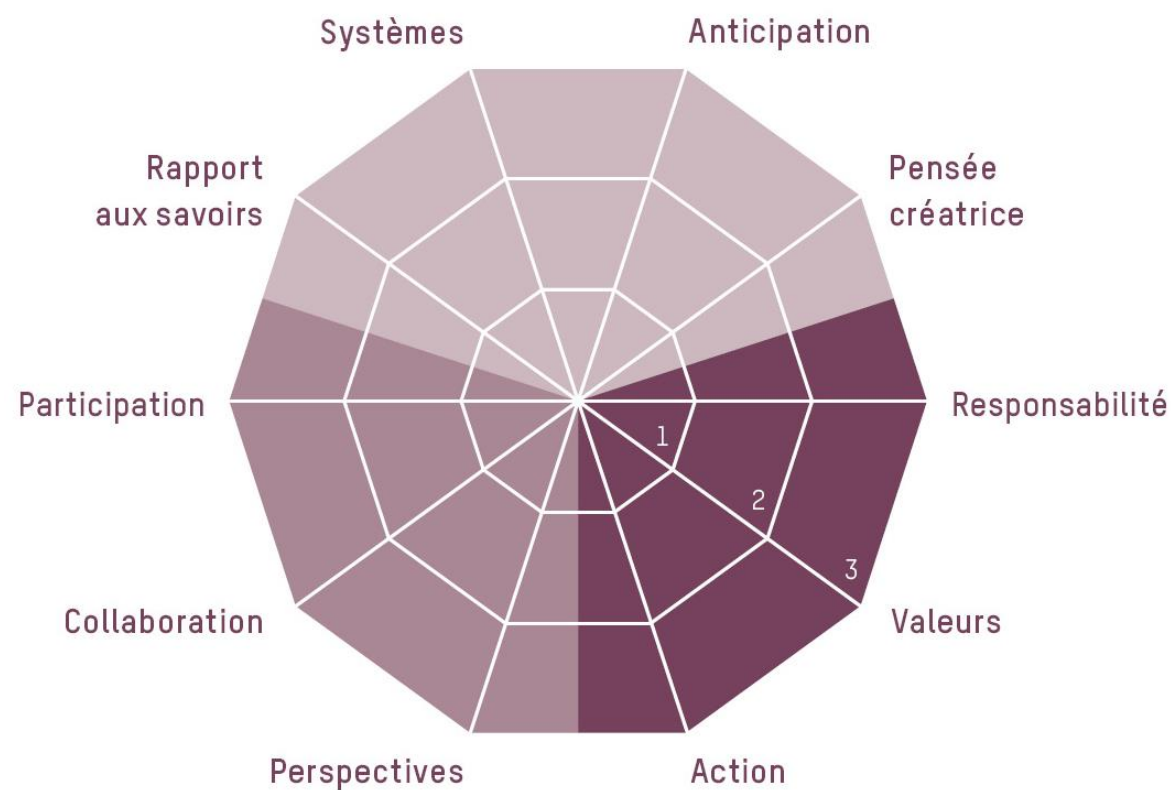 Systèmes
Anticipation
Rapport
aux savoirs
Pensée
créatrice
Participation
Responsabilité
1
2
3
Collaboration
Valeurs
Perspectives
Action